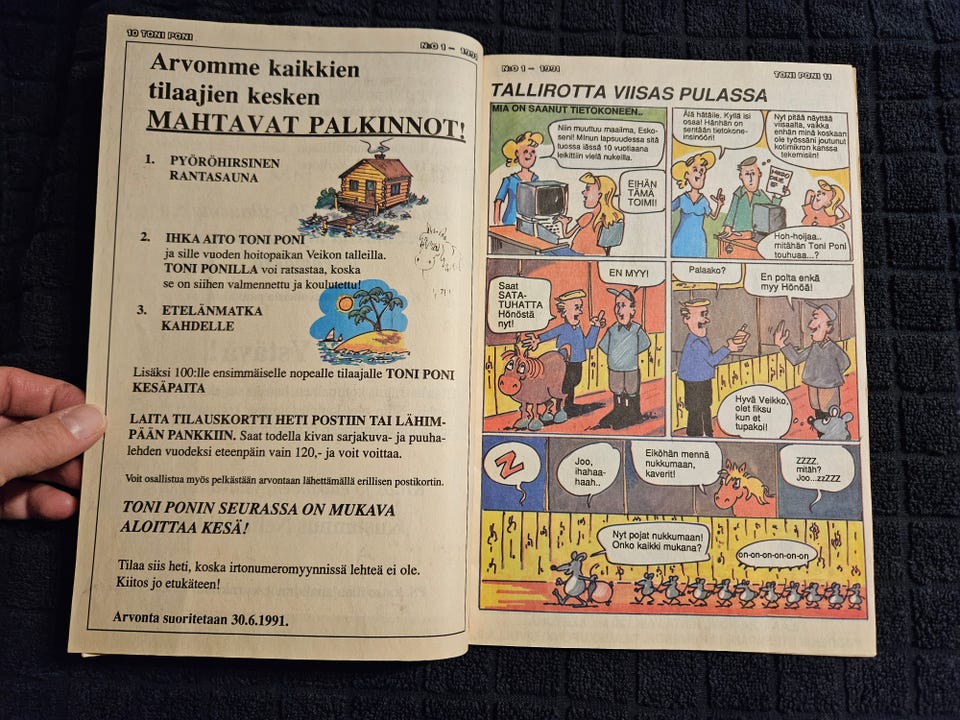 10 TONI PONI
N:O 1 – 1991
Arvomme kaikkien
tilaajien kesken
MAHTAVAT PALKINNOT!
1. PYÖRÖHIRSINEN
RANTASAUNA
2. IHKA AITO TONI PONI
ja sille vuoden hoitopaikan Veikon talleilla.
TONI PONILLA voi ratsastaa, koska
se on siihen valmennettu ja koulutettu!
3. ETELÄNMATKA
KAHDELLE
Lisäksi 100:lle ensimmäiselle nopealle tilaajalle TONI PONI
KESÄPAITA
LAITA TILAUSKORTTI HETI POSTIIN TAI LÄHIM-
PÄÄN PANKKIIN. Saat todella kivan sarjakuva- ja puuha-
lehden vuodeksi eteenpäin vain 120,- ja voit voittaa.
Voit osallistua myös pelkästään arvontaan lähettämällä erillisen postikortin.
TONI PONIN SEURASSA ON MUKAVA
ALOITTAA KESÄ!
Tilaa siis heti, koska irtonumeromyynnissä lehteä ei ole.
Kiitos jo etukäteen!
Arvonta suoritetaan 30.6.1991.
N:O 1 – 1991
TONI PONI 11
TALLIROTTA VIISAS PULASSA
MIA ON SAANUT TIETOKONEEN..
Niin muuttuu maailma, Esko-
seni! Minun lapsuudessa sitä
tuossa iässä 10 vuotiaana
leikittiin vielä nukeilla.
EIHÄN
TÄMÄ
TOIMI!
Älä hätäile. Kyllä isi
osaa! Hänhän on
sentään tietokone-
insinööri!
Nyt pitää näyttää
viisaalta, vaikka
enhän minä koskaan
ole työssäni joutunut
kotimikron kanssa
tekemisiin!
Hoh-hoijaa..
mitähän Toni Poni
touhuaa...?
Saat
SATA-
TUHATTA
Hönöstä
nyt!
EN MYY!
Palaako?
En polta enkä
myy Hönöä!
Hyvä Veikko,
olet fiksu
kun et
tupakoi!
Z
Joo,
ihahaa-
haah..
Eiköhän mennä
nukkumaan,
kaverit!
ZZZZ,
mitäh?
Joo...zzZZZ
Nyt pojat nukkumaan!
Onko kaikki mukana?
on-on-on-on-on-on